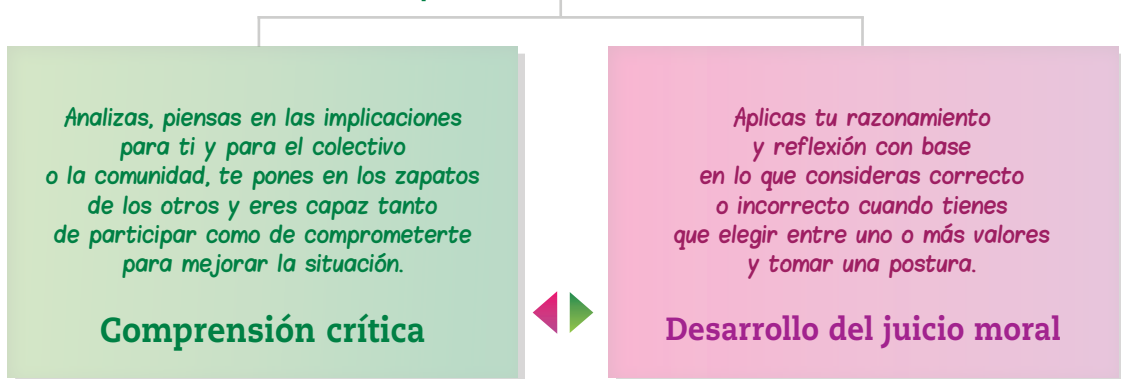 Analizas, piensas en las implicaciones
para ti y para el colectivo
o la comunidad, te pones en los zapatos
de los otros y eres capaz tanto
de participar como de comprometerte
para mejorar la situación.
Comprensión crítica
Aplicas tu razonamiento
y reflexión con base
en lo que consideras correcto
o incorrecto cuando tienes
que elegir entre uno o más valores
y tomar una postura.
Desarrollo del juicio moral